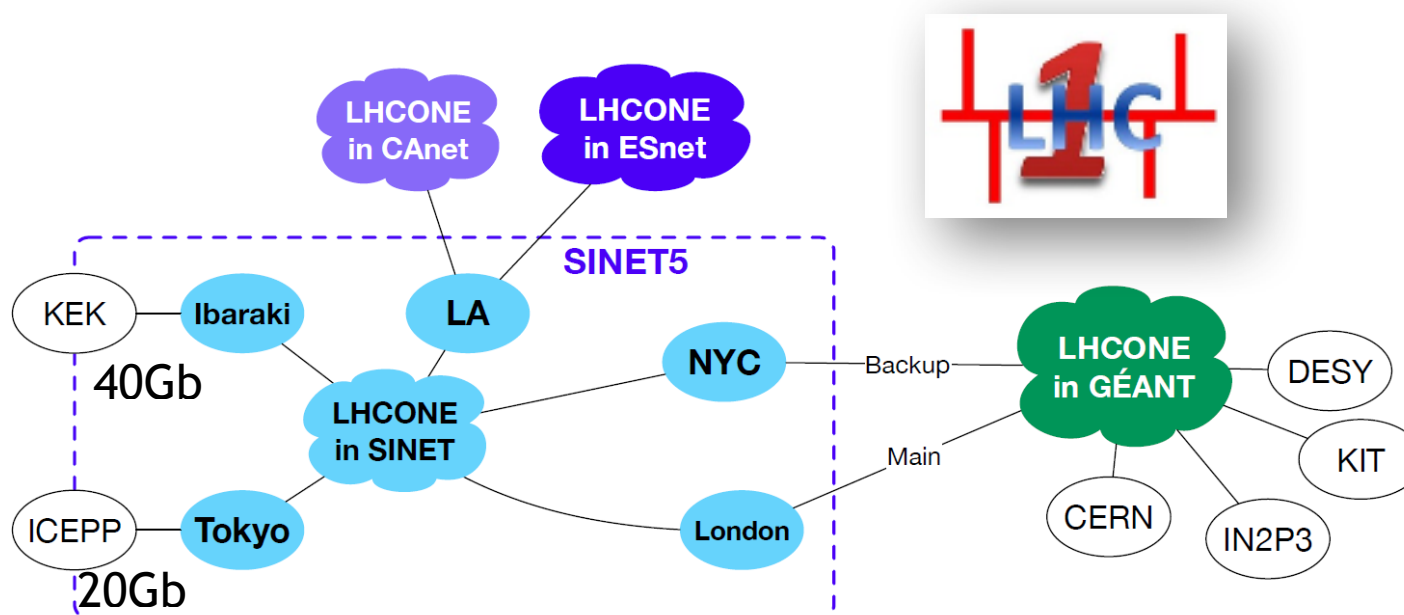 LHCONE
in CAnet
LHCONE
in ESnet
1
LHC
SINET5
KEK
Ibaraki
LA
40Gb
NYC
Backup
LHCONE
in GÉANT
DESY
LHCONE
in SINET
Main
KIT
ICEPP
Tokyo
London
CERN
IN2P3
20Gb